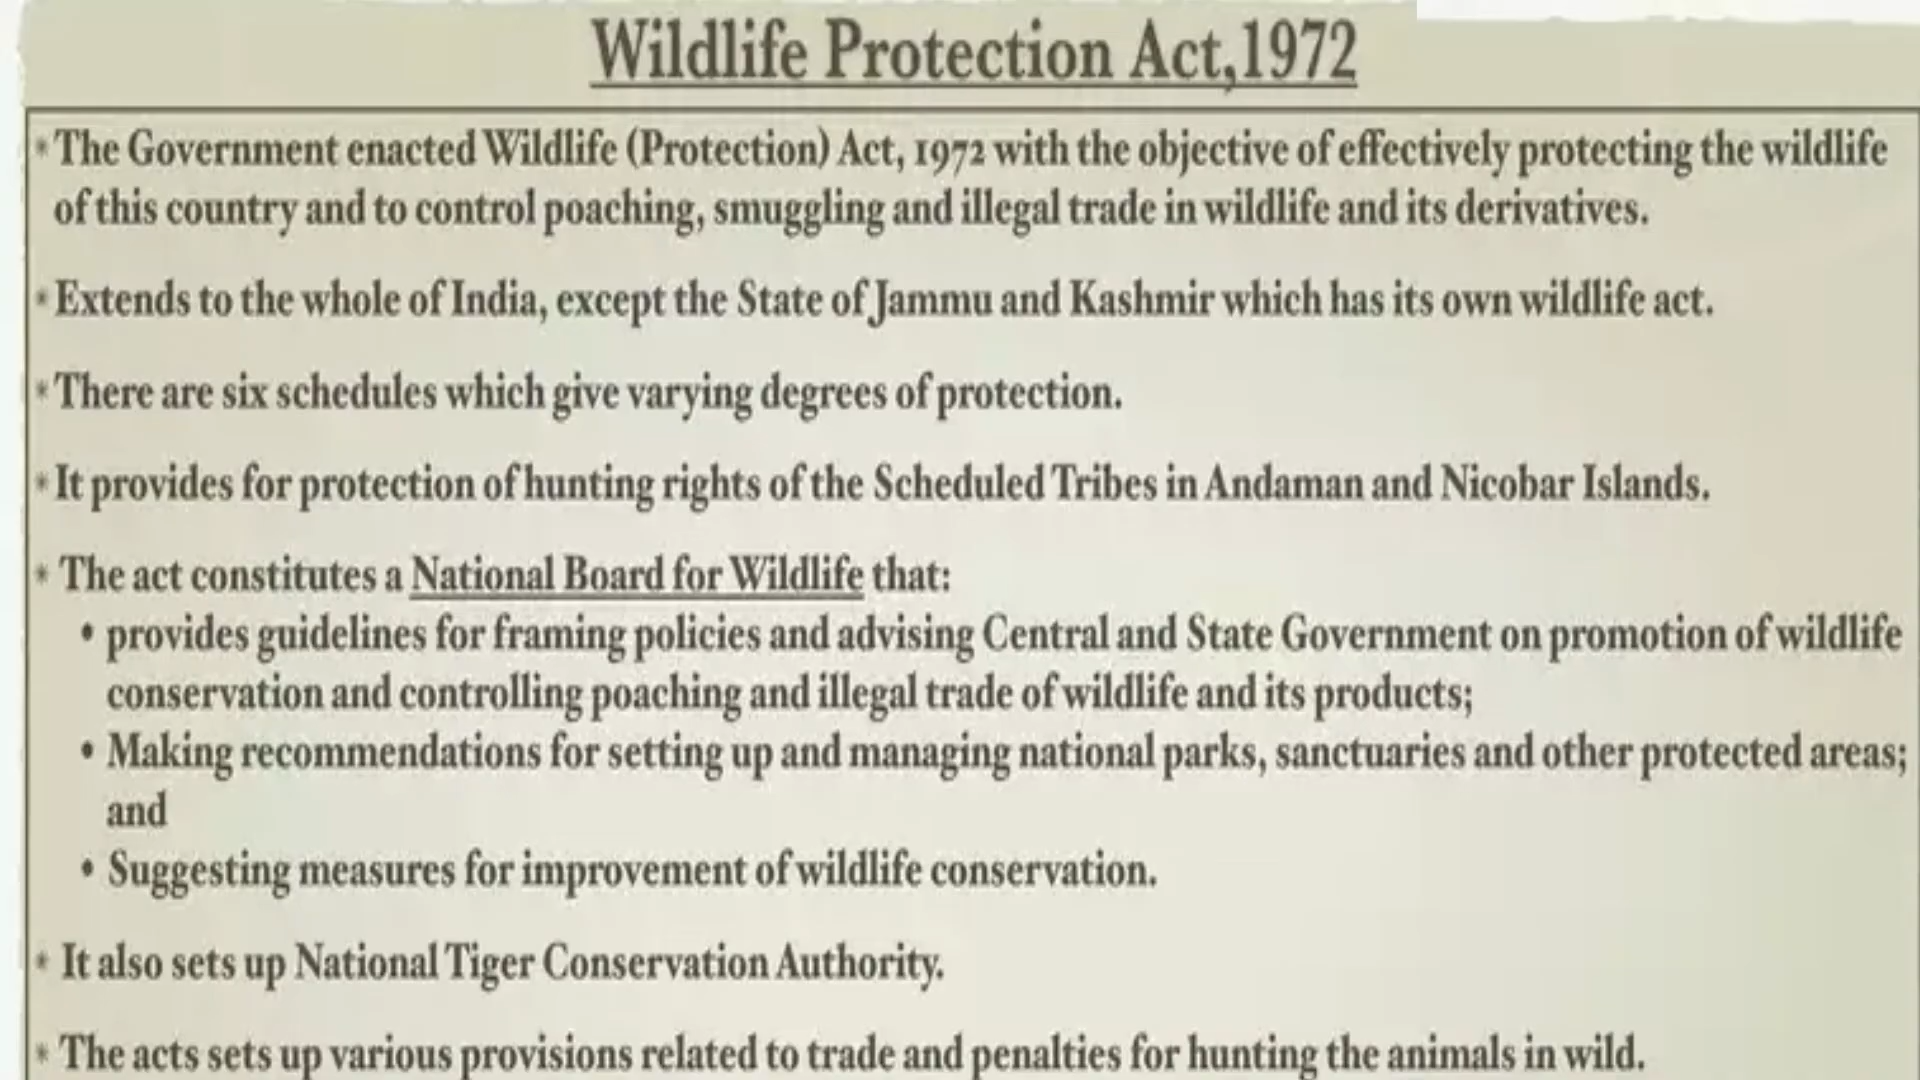 Wildlife Protection Act,1972
* The Government enacted Wildlife (Protection) Act, 1972 with the objective of effectively protecting the wildlife
of this country and to control poaching, smuggling and illegal trade in wildlife and its derivatives.
* Extends to the whole of India, except the State of Jammu and Kashmir which has its own wildlife act.
* There are six schedules which give varying degrees of protection.
* It provides for protection of hunting rights of the Scheduled Tribes in Andaman and Nicobar Islands.
* The act constitutes a National Board for Wildlife that:
• provides guidelines for framing policies and advising Central and State Government on promotion of wildlife
conservation and controlling poaching and illegal trade of wildlife and its products;
• Making recommendations for setting up and managing national parks, sanctuaries and other protected areas;
and
• Suggesting measures for improvement of wildlife conservation.
* It also sets up National Tiger Conservation Authority.
* The acts sets up various provisions related to trade and penalties for hunting the animals in wild.